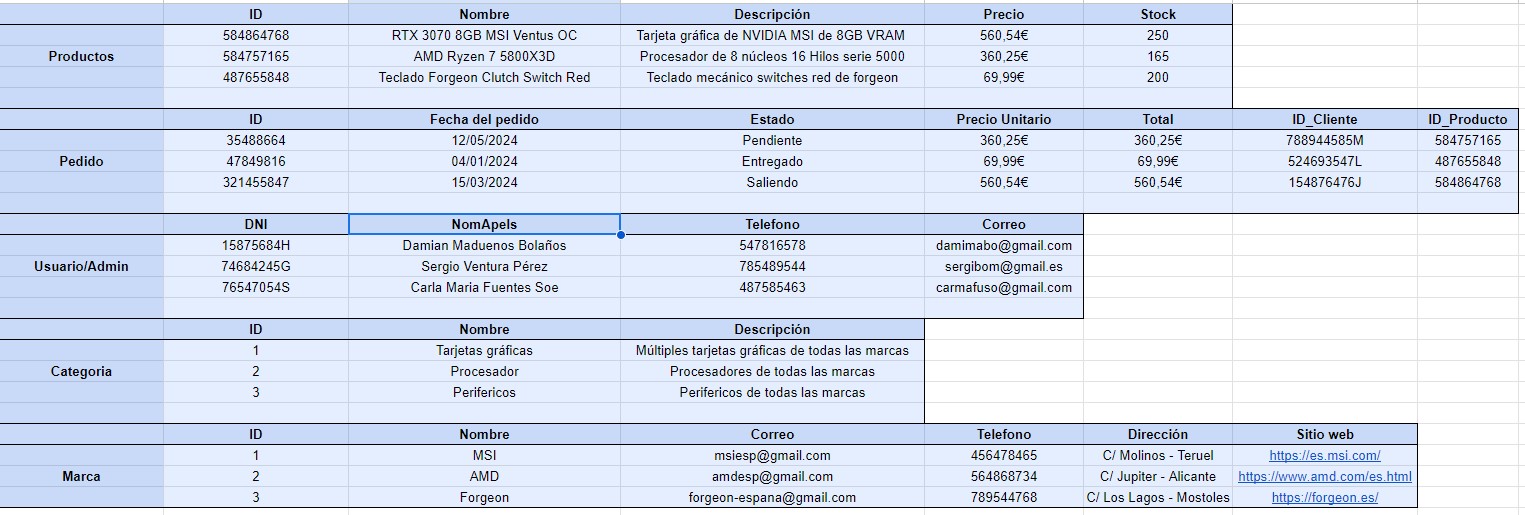 ID Nombre Descripción Precio Stock
584864768 RTX 3070 8GB MSI Ventus OC Tarjeta gráfica de NVIDIA MSI de 8GB VRAM 560,54€ 250
Productos 584757165 AMD Ryzen 7 5800X3D Procesador de 8 núcleos 16 Hilos serie 5000 360,25€ 165
487655848 Teclado Forgeon Clutch Switch Red Teclado mecánico switches red de forgeon 69,99€ 200
ID Fecha del pedido Estado Precio Unitario Total ID_Cliente ID_Producto
35488664 12/05/2024 Pendiente 360,25€ 360,25€ 788944585M 584757165
Pedido 47849816 04/01/2024 Entregado 69,99€ 69,99€ 524693547L 487655848
321455847 15/03/2024 Saliendo 560,54€ 560,54€ 154876476J 584864768
DNI NomApels Telefono Correo
15875684H Damian Maduenos Bolaños 547816578 damimabo@gmail.com
Usuario/Admin 74684245G Sergio Ventura Pérez 785489544 sergibom@gmail.es
76547054S Carla Maria Fuentes Soe 487585463 carmafuso@gmail.com
ID Nombre Descripción
1 Tarjetas gráficas Múltiples tarjetas gráficas de todas las marcas
Categoria 2 Procesador Procesadores de todas las marcas
3 Perifericos Perifericos de todas las marcas
ID Nombre Correo Telefono Dirección Sitio web
1 MSI msiesp@gmail.com 456478465 C/ Molinos - Teruel https://es.msi.com/
Marca 2 AMD amdesp@gmail.com 564868734 C/ Jupiter - Alicante https://www.amd.com/es.html
3 Forgeon forgeon-espana@gmail.com 789544768 C/ Los Lagos - Mostoles https://forgeon.es/